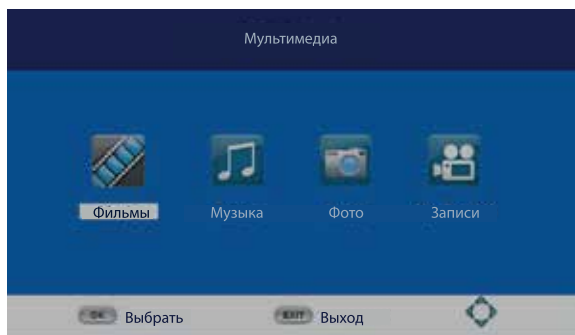 Мультимедиа
Фильмы Музыка Фото Записи
OK Выбрать EXIT Выход